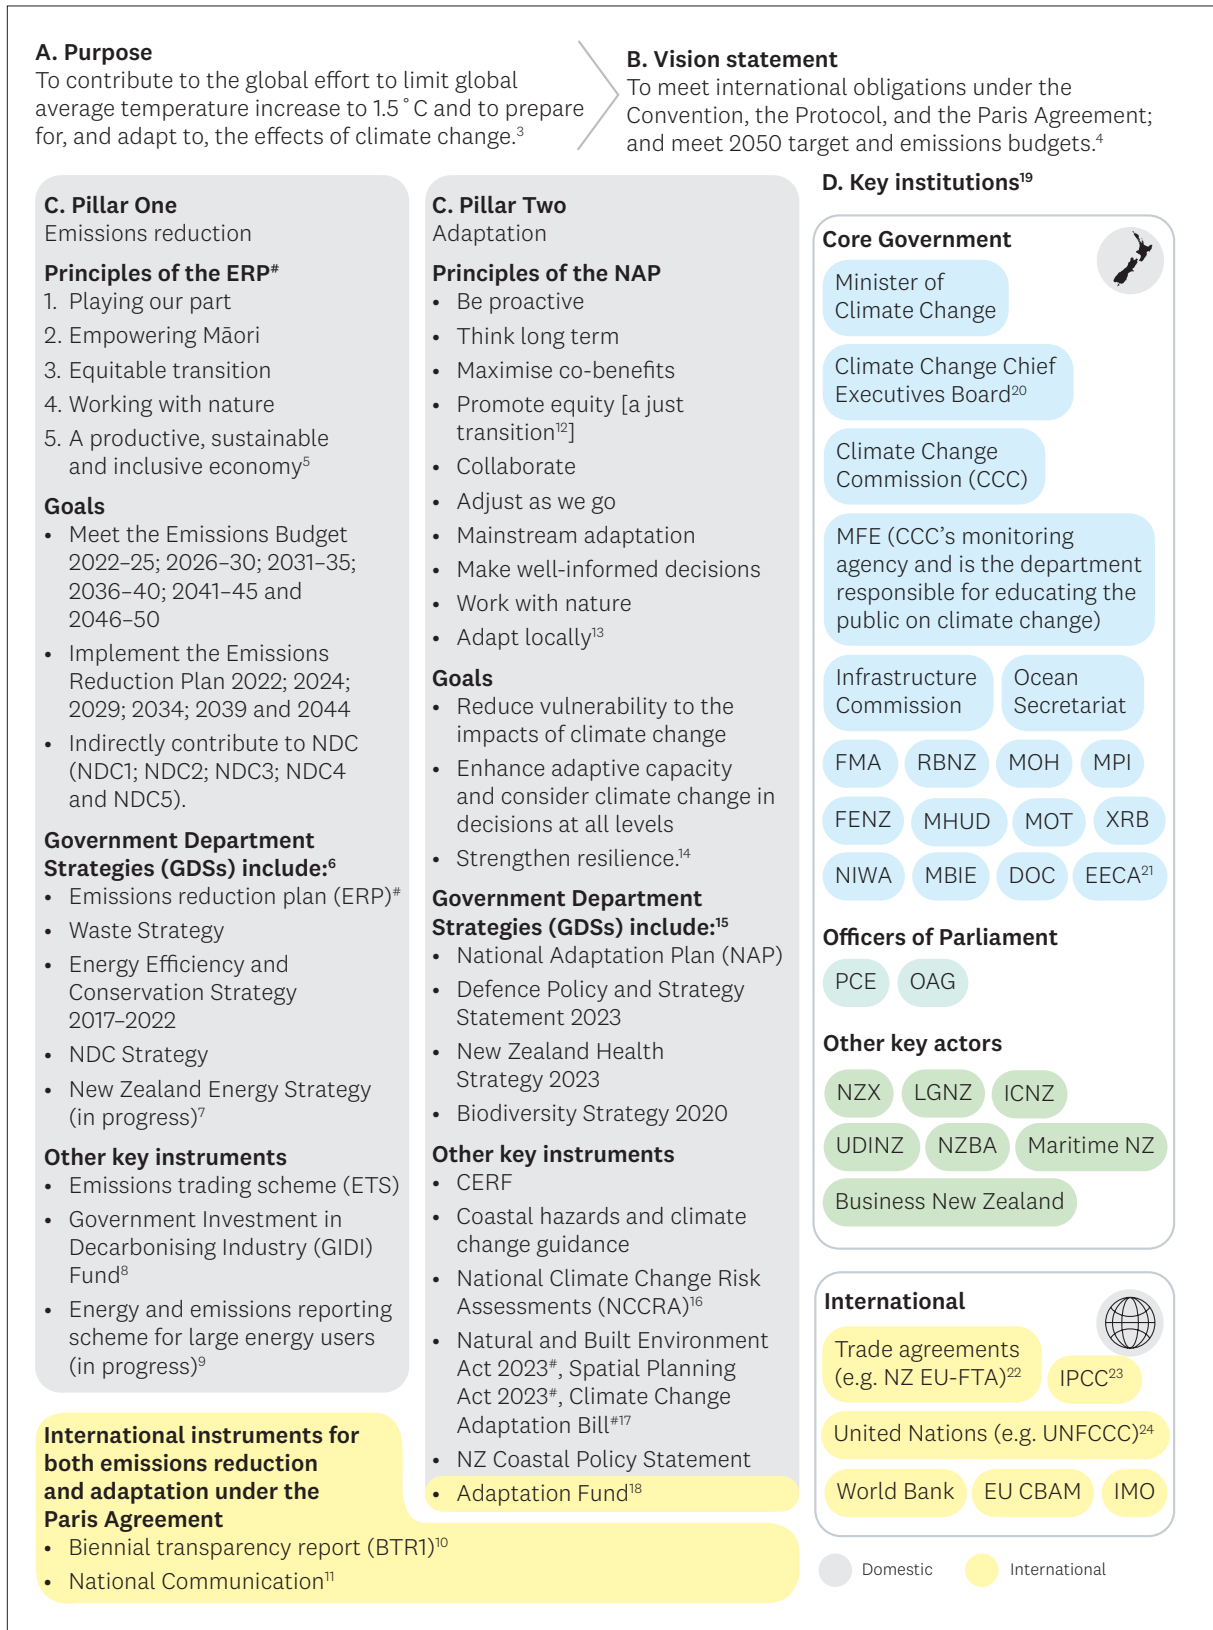 A. Purpose
To contribute to the global effort to limit global
average temperature increase to 1.5˚C and to prepare
for, and adapt to, the effects of climate change.3
B. Vision statement
To meet international obligations under the
Convention, the Protocol, and the Paris Agreement;
and meet 2050 target and emissions budgets.4
C. Pillar One
Emissions reduction
Principles of the ERP#
1. Playing our part
2. Empowering Māori
3. Equitable transition
4. Working with nature
5. A productive, sustainable
and inclusive economy5
Goals
• Meet the Emissions Budget
2022–25; 2026–30; 2031–35;
2036–40; 2041–45 and
2046–50
• Implement the Emissions
Reduction Plan 2022; 2024;
2029; 2034; 2039 and 2044
• Indirectly contribute to NDC
(NDC1; NDC2; NDC3; NDC4
and NDC5).
Government Department
Strategies (GDSs) include:6
• Emissions reduction plan (ERP)#
• Waste Strategy
• Energy Efficiency and
Conservation Strategy
2017–2022
• NDC Strategy
• New Zealand Energy Strategy
(in progress)7
Other key instruments
• Emissions trading scheme (ETS)
• Government Investment in
Decarbonising Industry (GIDI)
Fund8
• Energy and emissions reporting
scheme for large energy users
(in progress)9
International instruments for
both emissions reduction
and adaptation under the
Paris Agreement
• Biennial transparency report (BTR1)10
• National Communication11
C. Pillar Two
Adaptation
Principles of the NAP
• Be proactive
• Think long term
• Maximise co-benefits
• Promote equity [a just
transition12]
• Collaborate
• Adjust as we go
• Mainstream adaptation
• Make well-informed decisions
• Work with nature
• Adapt locally13
Goals
• Reduce vulnerability to the
impacts of climate change
• Enhance adaptive capacity
and consider climate change in
decisions at all levels
• Strengthen resilience.14
Government Department
Strategies (GDSs) include:15
• National Adaptation Plan (NAP)
• Defence Policy and Strategy
Statement 2023
• New Zealand Health
Strategy 2023
• Biodiversity Strategy 2020
Other key instruments
• CERF
• Coastal hazards and climate
change guidance
• National Climate Change Risk
Assessments (NCCRA)16
• Natural and Built Environment
Act 2023#, Spatial Planning
Act 2023#, Climate Change
Adaptation Bill#17
• NZ Coastal Policy Statement
• Adaptation Fund18
D. Key institutions19
Core Government
Minister of
Climate Change
Climate Change Chief
Executives Board20
Climate Change
Commission (CCC)
MFE (CCC's monitoring
agency and is the department
responsible for educating the
public on climate change)
Infrastructure
Commission
Ocean
Secretariat
FMA RBNZ MOH MPI
FENZ MHUD MOT XRB
NIWA MBIE DOC EECA21
Officers of Parliament
PCE OAG
Other key actors
NZX LGNZ ICNZ
UDINZ NZBA Maritime NZ
Business New Zealand
International
Trade agreements
(e.g. NZ EU-FTA)22
IPCC23
United Nations (e.g. UNFCCC)24
World Bank EU CBAM IMO
Domestic International